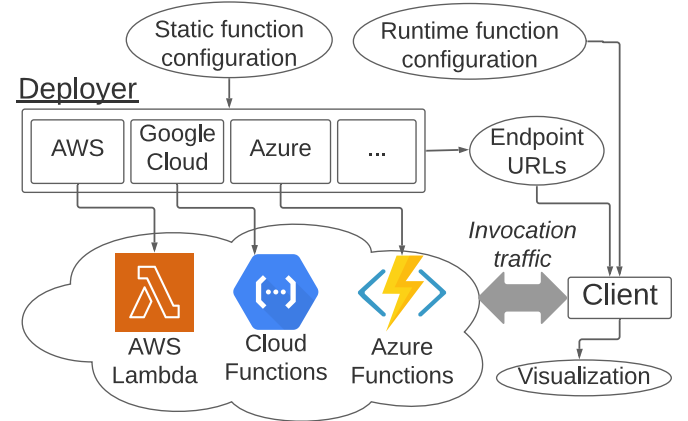 Static function
configuration
Runtime function
configuration
Deployer
AWS
Google
Cloud
Azure
...
Endpoint
URLs
Invocation
traffic
Client
AWS
Lambda
Cloud
Functions
Azure
Functions
Visualization